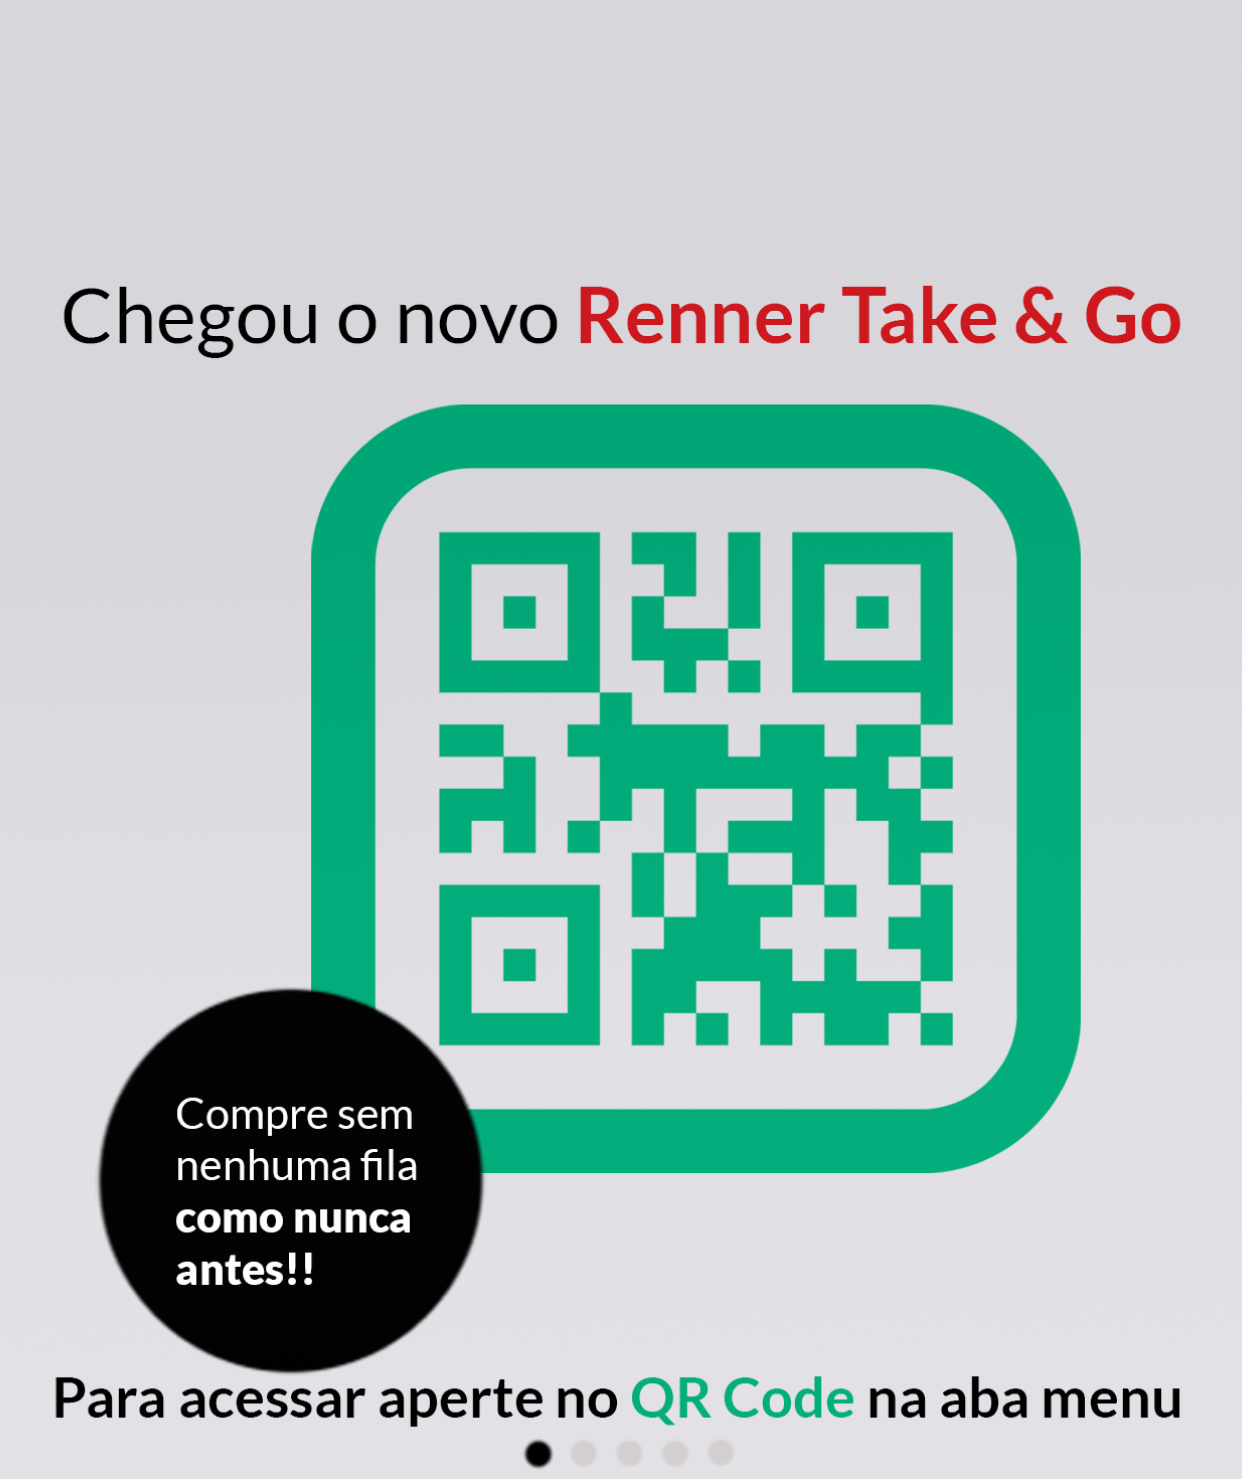 Chegou o novo Renner Take & Go
Compre sem
nenhuma fila
como nunca
antes!!
Para acessar aperte no QR Code na aba menu